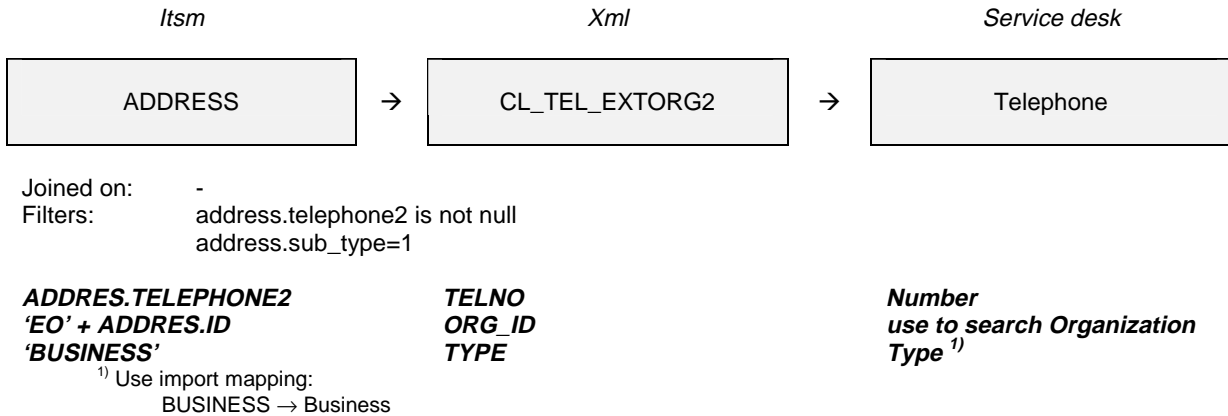 Itsm Xml Service desk
ADDRESS → CL_TEL_EXTORG2 → Telephone
Joined on: -
Filters: address.telephone2 is not null
address.sub_type=1
ADDRES.TELEPHONE2 TELNO Number
‘EO’ + ADDRES.ID ORG_ID use to search Organization
‘BUSINESS’ TYPE Type 1)
1) Use import mapping:
BUSINESS → Business